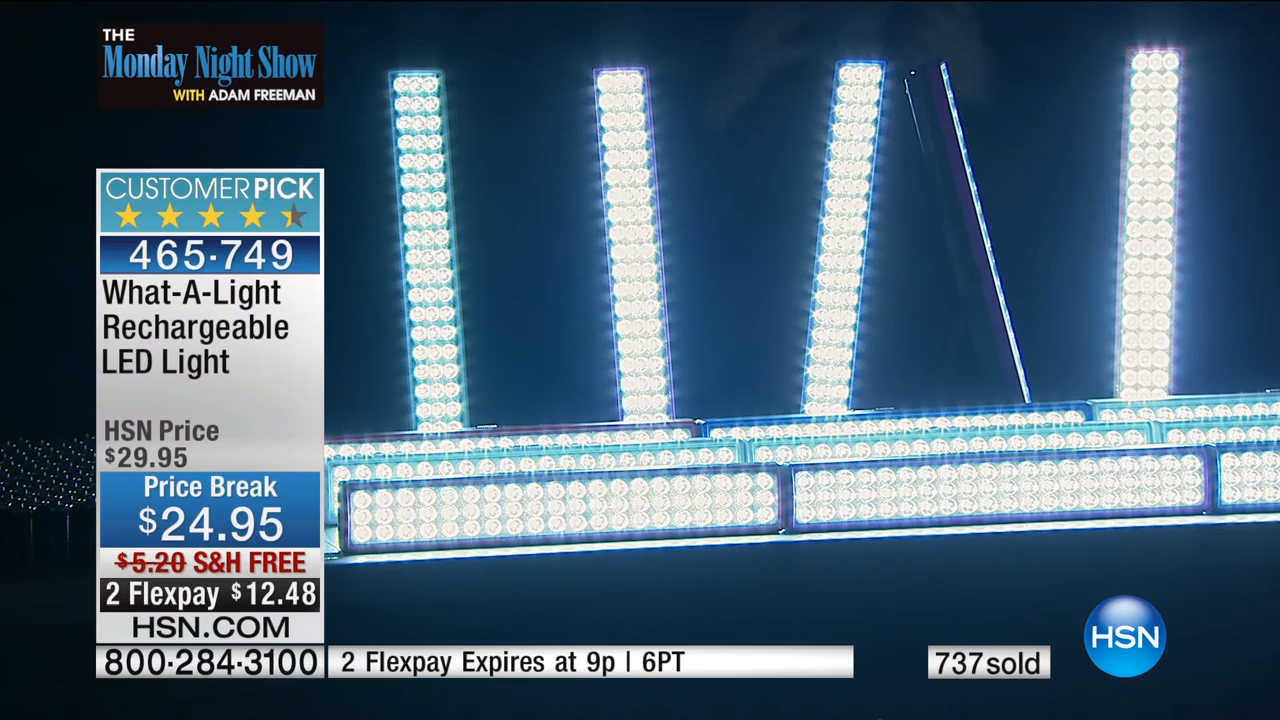 THE
Monday Night Show
WITH ADAM FREEMAN
CUSTOMER PICK
465·749
What-A-Light
Rechargeable
LED Light
HSN Price
$29.95
Price Break
$24.95
$5.20 S&H FREE
2 Flexpay $12.48
HSN.COM
800·284·3100
2 Flexpay Expires at 9p | 6PT
737 sold
HSN